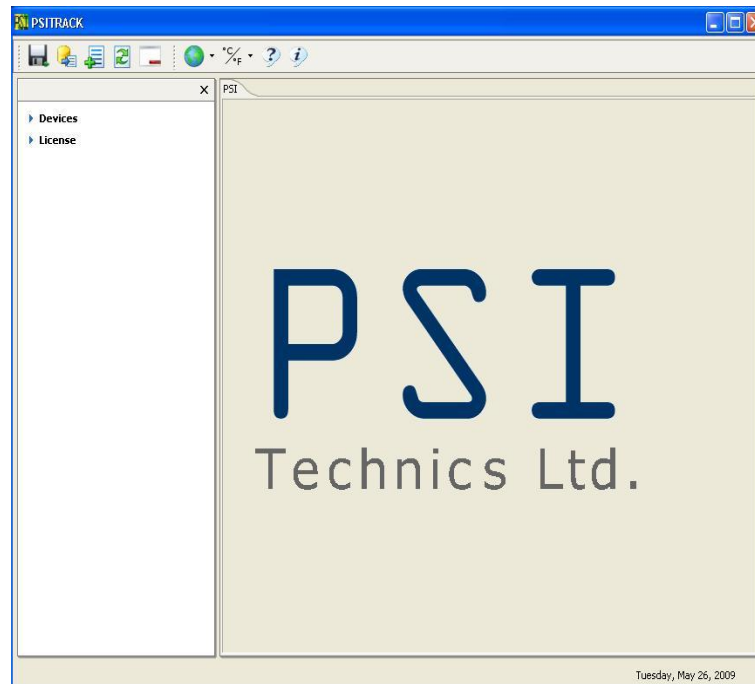 PSITRACK
°C/°F
X
PSI
Devices
License
PSI
Technics Ltd.
Tuesday, May 26, 2009